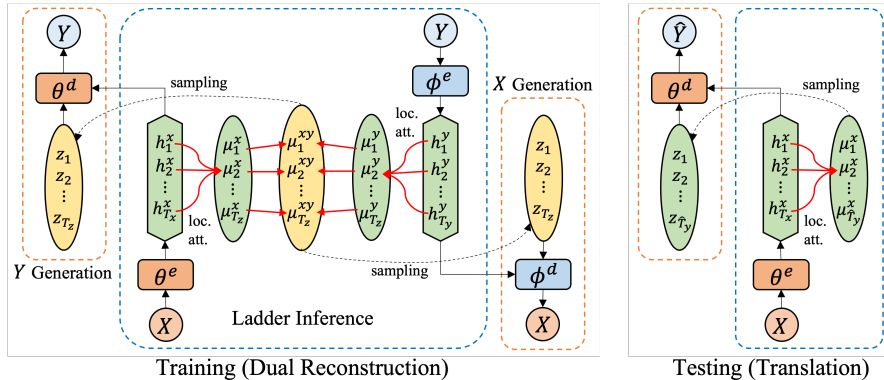 Y
θ^d
z_1
z_2
⋮
z_{T_z}
Y Generation
sampling
h_1^x
h_2^x
⋮
h_{T_x}^x
loc.
att.
θ^e
X
μ_1^x
μ_2^x
⋮
μ_{T_z}^x
μ_1^{xy}
μ_2^{xy}
⋮
μ_{T_z}^{xy}
μ_1^y
μ_2^y
⋮
μ_{T_z}^y
Y
ϕ^e
loc.
att.
h_1^y
h_2^y
⋮
h_{T_y}^y
X Generation
z_1
z_2
⋮
z_{T_z}
sampling
ϕ^d
X
Ladder Inference
Training (Dual Reconstruction)
Ŷ
θ^d
z_1
z_2
⋮
z_{T̂_y}
sampling
h_1^x
h_2^x
⋮
h_{T_x}^x
loc.
att.
μ_1^x
μ_2^x
⋮
μ_{T̂_y}^x
θ^e
X
Testing (Translation)